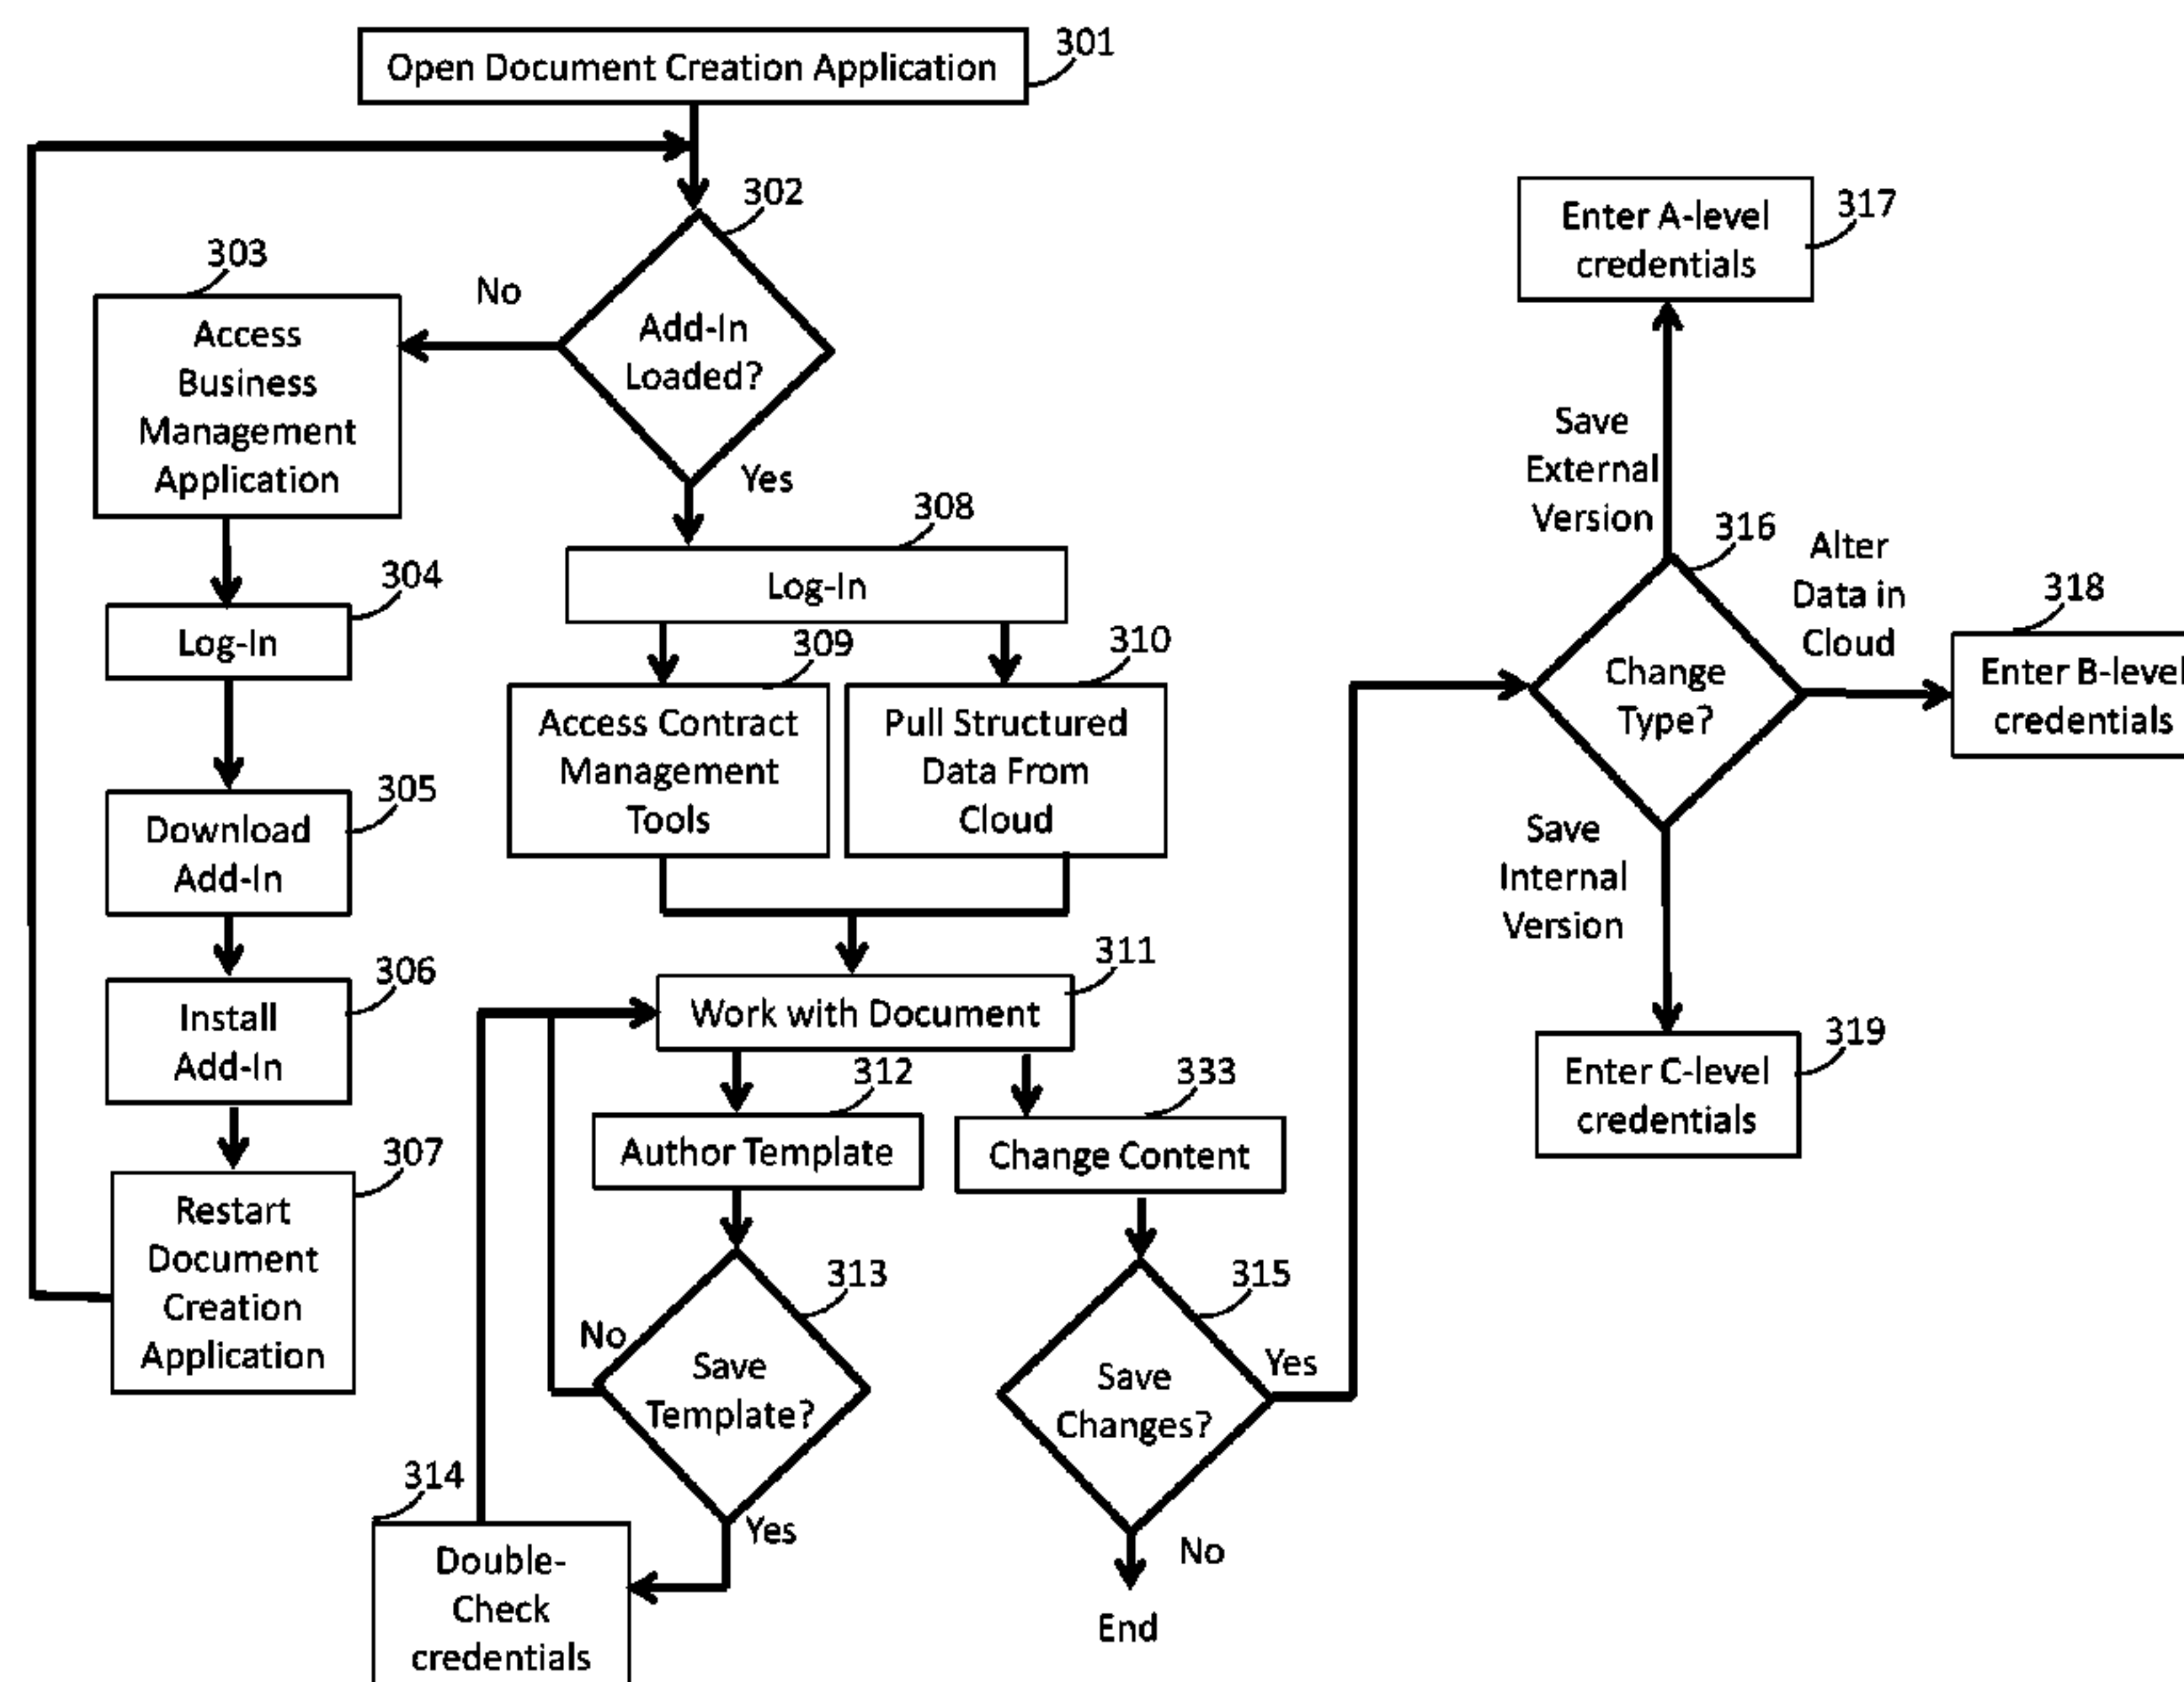 Open Document Creation Application
301
302
Add-In
Loaded?
No
Yes
303
Access
Business
Management
Application
304
Log-In
305
Download
Add-In
306
Install
Add-In
307
Restart
Document
Creation
Application
308
Log-In
309
Access Contract
Management
Tools
310
Pull Structured
Data From
Cloud
311
Work with Document
312
Author Template
333
Change Content
313
Save
Template?
No
Yes
314
Double-
Check
credentials
315
Save
Changes?
Yes
No
End
316
Change
Type?
Save
External
Version
317
Enter A-level
credentials
Alter
Data in
Cloud
318
Enter B-level
credentials
Save
Internal
Version
319
Enter C-level
credentials